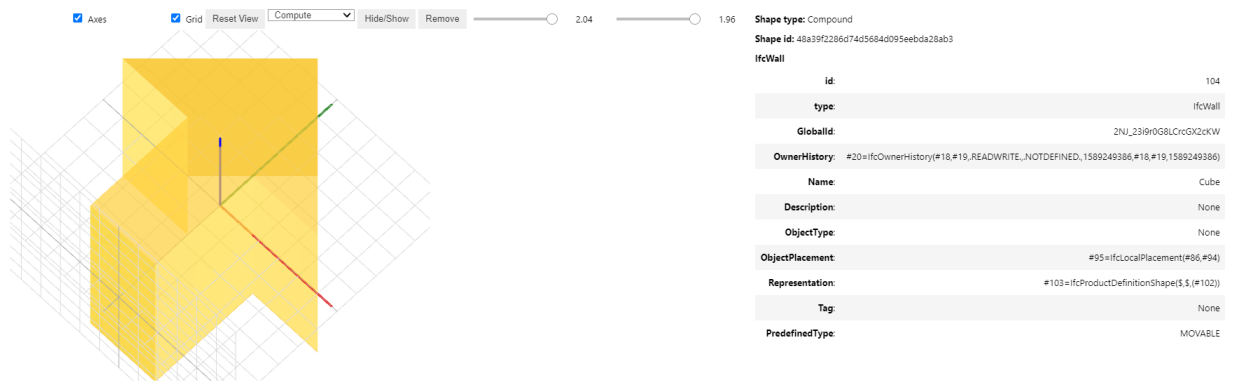 Axes
Grid
Reset View
Compute
Hide/Show
Remove
2.04
1.96
Shape type: Compound
Shape id: 48a39f2286d74d5684d095eebda28ab3
IfcWall
id: 104
type: IfcWall
GlobalId: 2NJ_23i9r0G8LCrcGX2cKW
OwnerHistory: #20=IfcOwnerHistory(#18,#19,.READWRITE.,.NOTDEFINED.,1589249386,#18,#19,1589249386)
Name: Cube
Description: None
ObjectType: None
ObjectPlacement: #95=IfcLocalPlacement(#86,#94)
Representation: #103=IfcProductDefinitionShape($,$,(#102))
Tag: None
PredefinedType: MOVABLE